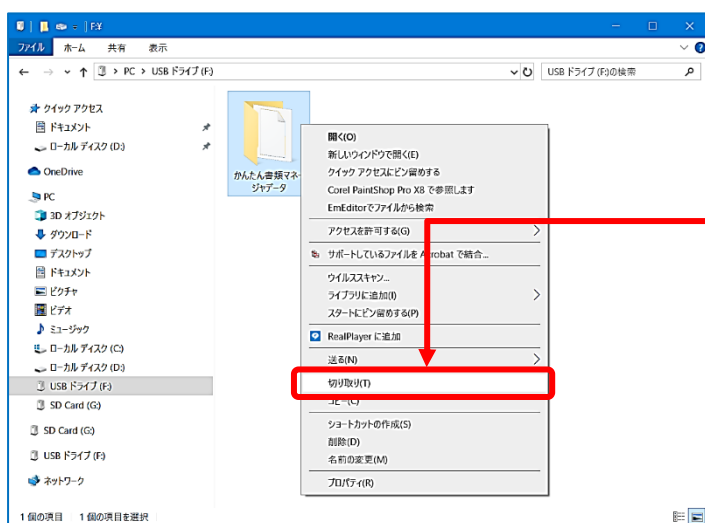 F:¥
ファイル ホーム 共有 表示
PC › USB ドライブ (F:)
USB ドライブ (F:)の検索
クイック アクセス
ドキュメント
ローカル ディスク (D:)
OneDrive
PC
3D オブジェクト
ダウンロード
デスクトップ
ドキュメント
ピクチャ
ビデオ
ミュージック
ローカル ディスク (C:)
ローカル ディスク (D:)
USB ドライブ (F:)
SD Card (G:)
SD Card (G:)
USB ドライブ (F:)
ネットワーク
かんたん書類マネー
ジャデータ
開く(O)
新しいウィンドウで開く(E)
クイック アクセスにピン留めする
Corel PaintShop Pro X8 で参照します
EmEditorでファイルから検索
アクセスを許可する(G)
サポートしているファイルを Acrobat で結合...
ウイルススキャン...
ライブラリに追加(I)
スタートにピン留めする(P)
RealPlayer に追加
送る(N)
切り取り(T)
コピー(C)
ショートカットの作成(S)
削除(D)
名前の変更(M)
プロパティ(R)
1 個の項目 1 個の項目を選択